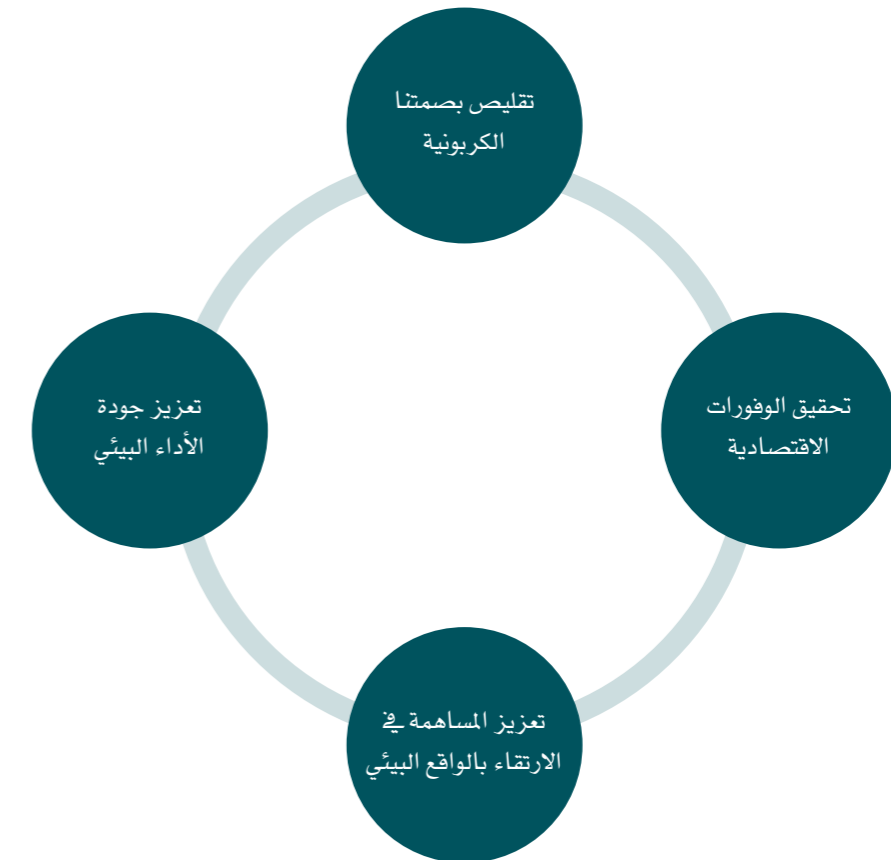 تقليص بصمتنا
الكربونية
تحقيق الوفورات
الاقتصادية
تعزيز المساهمة في
الارتقاء بالواقع البيئي
تعزيز جودة
الأداء البيئي